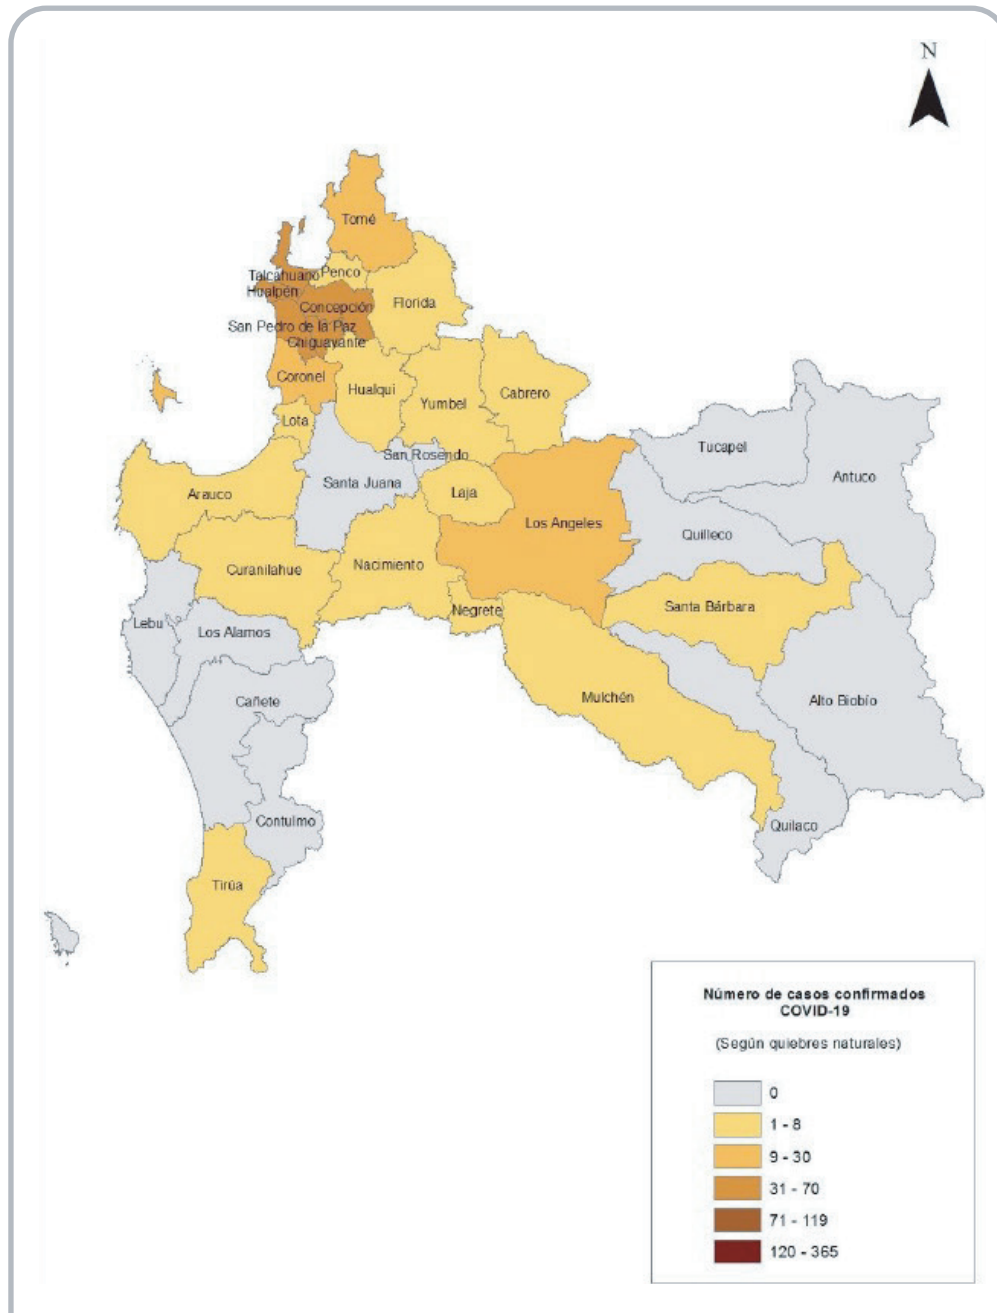 N
Tomé
Talcahuano
Penco
Hualpén
Concepción
Florida
San Pedro de la Paz
Chiguayante
Coronel
Hualqui
Yumbel
Cabrero
Lota
San Rosendo
Tucapel
Santa Juana
Antuco
Arauco
Laja
Los Angeles
Quilleco
Curanilahue
Nacimiento
Negrete
Santa Bárbara
Lebu
Los Alamos
Cañete
Mulchén
Alto Biobío
Contulmo
Quilaco
Tirúa
Número de casos confirmados
COVID-19
(Según quiebres naturales)
0
1 - 8
9 - 30
31 - 70
71 - 119
120 - 365